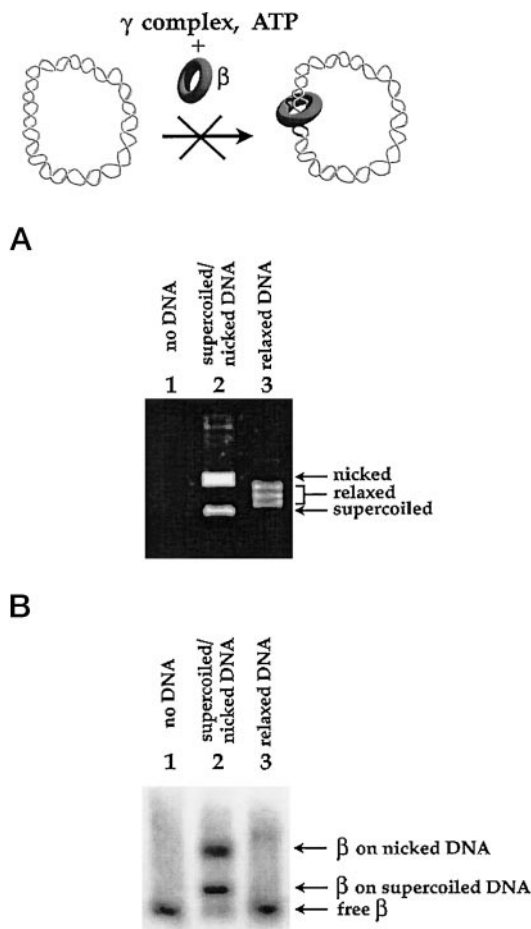 γ complex, ATP
+
β
A
no DNA
supercoiled/
nicked DNA
relaxed DNA
1 2 3
nicked
relaxed
supercoiled
B
no DNA
supercoiled/
nicked DNA
relaxed DNA
1 2 3
β on nicked DNA
β on supercoiled DNA
free β